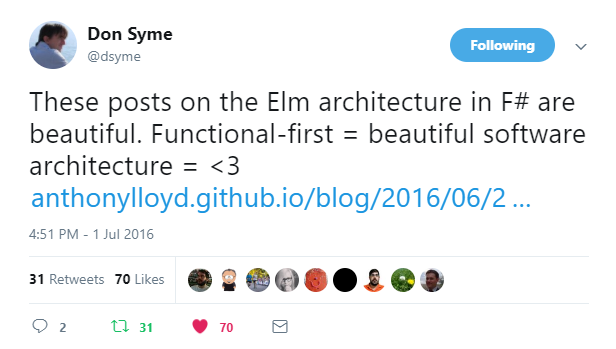 Don Syme
@dsyme
Following
These posts on the Elm architecture in F# are
beautiful. Functional-first = beautiful software
architecture = <3
anthonylloyd.github.io/blog/2016/06/2 ...
4:51 PM - 1 Jul 2016
31 Retweets 70 Likes
2 31 70